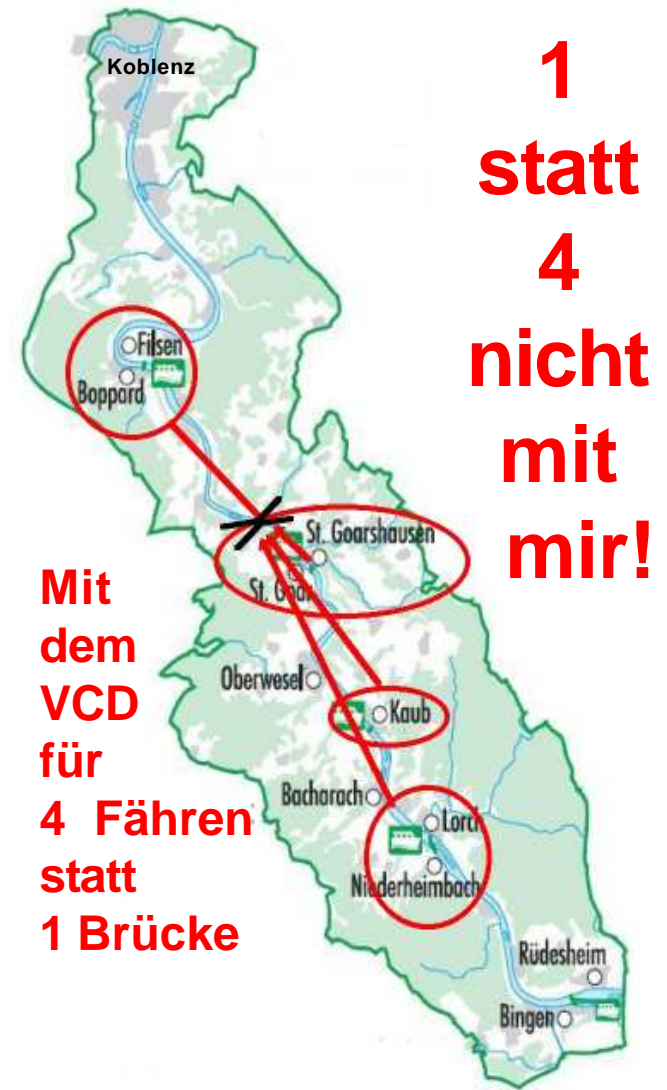 Koblenz
1
statt
4
nicht
mit
mir!
Filsen
Boppard
St. Goarshausen
St. Goar
Mit
dem
VCD
für
4 Fähren
statt
1 Brücke
Oberwesel
Kaub
Bacharach
Lorch
Niederheimbach
Rüdesheim
Bingen